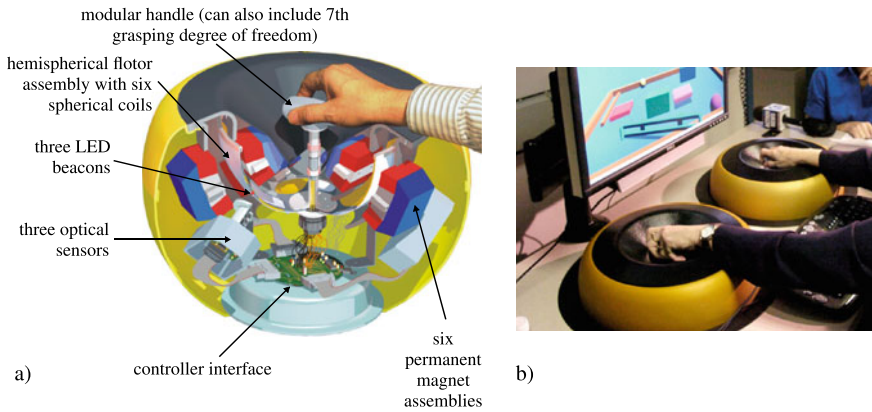 modular handle (can also include 7th
grasping degree of freedom)
hemispherical flotor
assembly with six
spherical coils
three LED
beacons
three optical
sensors
controller interface
six
permanent
magnet
assemblies
a)
b)